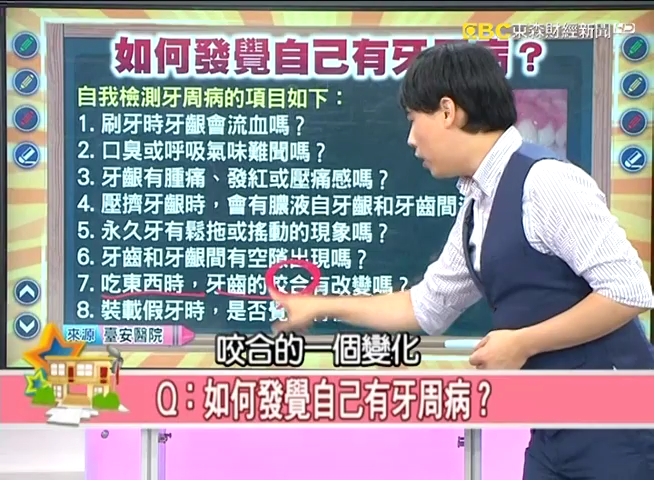 EBC東森財經新聞HD
如何發覺自己有牙周病？
自我檢測牙周病的項目如下：
1. 刷牙時牙齦會流血嗎？
2. 口臭或呼吸氣味難聞嗎？
3. 牙齦有腫痛、發紅或壓痛感嗎？
4. 壓擠牙齦時，會有膿液自牙齦和牙齒間
5. 永久牙有鬆拖或搖動的現象嗎？
6. 牙齒和牙齦間有空隙出現嗎？
7. 吃東西時，牙齒的咬合有改變嗎？
8. 裝載假牙時，是否
來源 臺安醫院
咬合的一個變化
Q：如何發覺自己有牙周病？